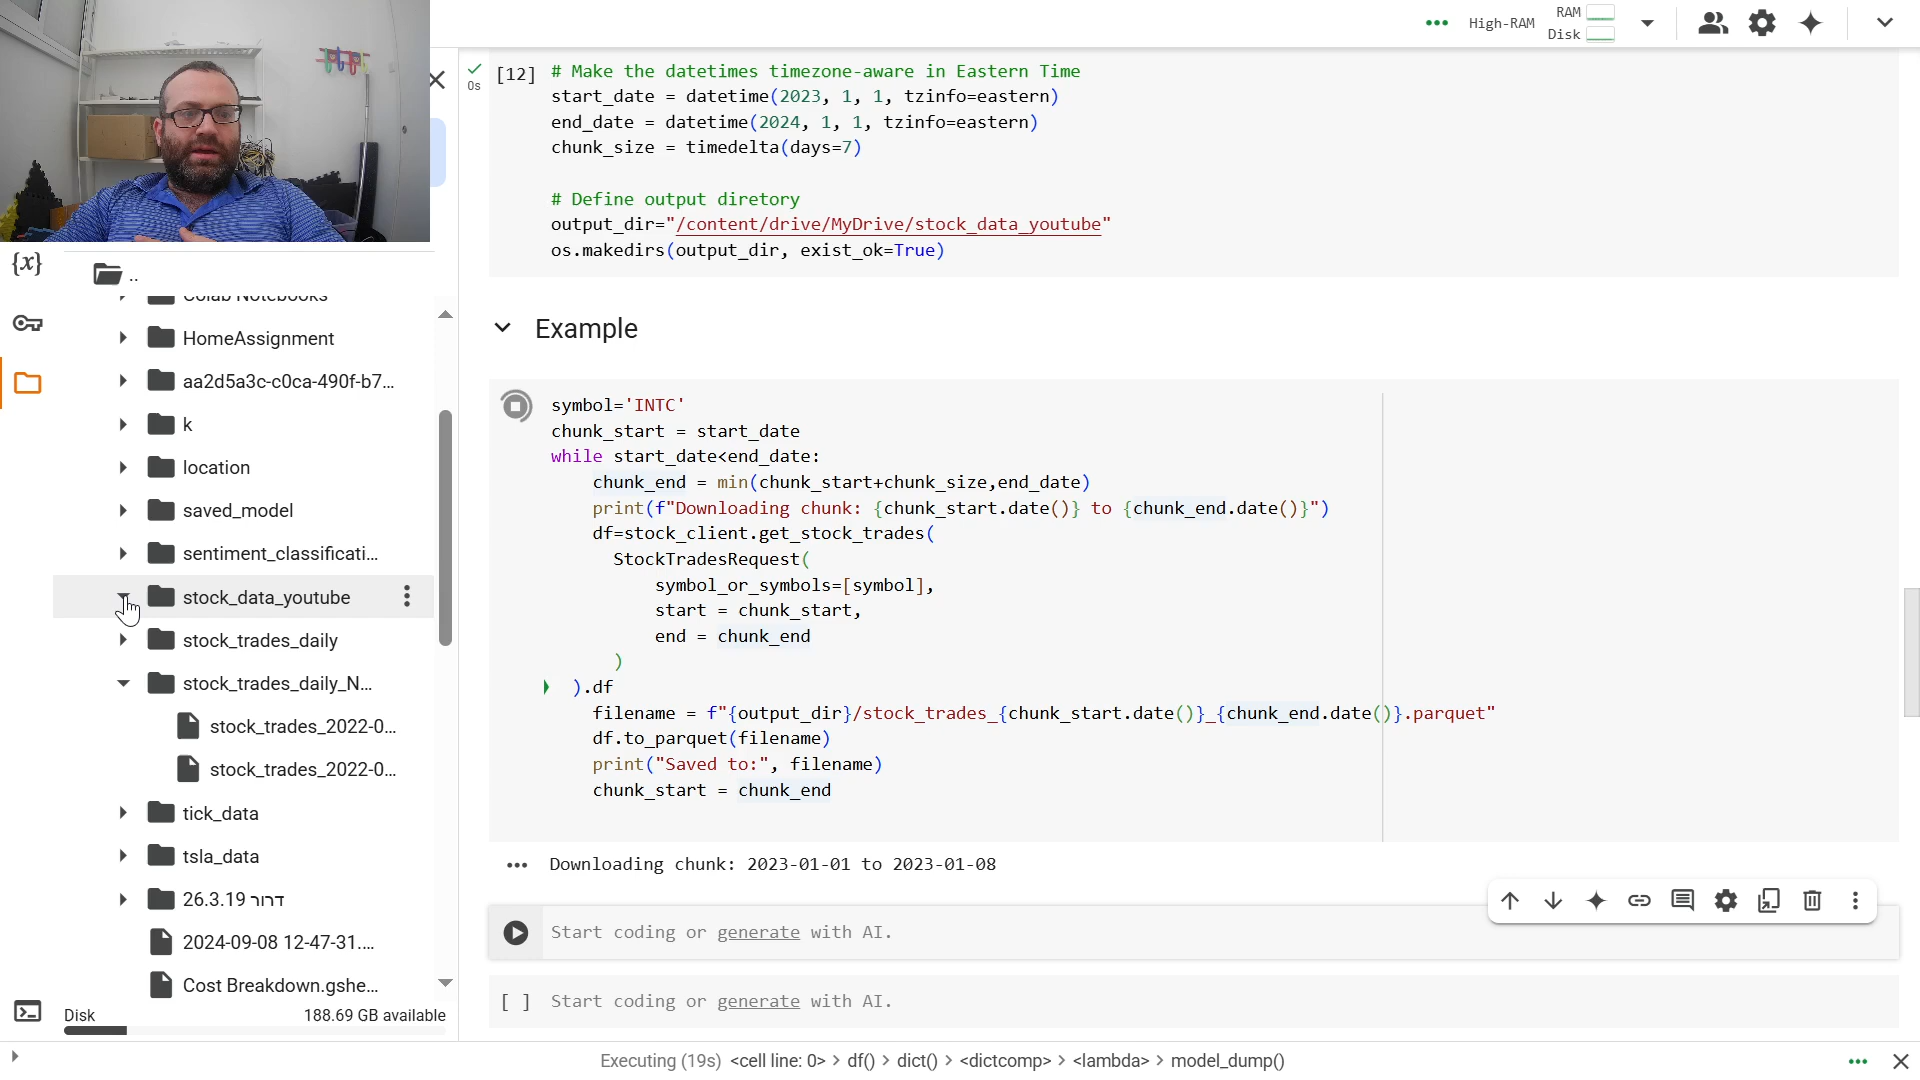 High-RAM
RAM
Disk
0s
[12]
# Make the datetimes timezone-aware in Eastern Time
start_date = datetime(2023, 1, 1, tzinfo=eastern)
end_date = datetime(2024, 1, 1, tzinfo=eastern)
chunk_size = timedelta(days=7)
# Define output diretory
output_dir="/content/drive/MyDrive/stock_data_youtube"
os.makedirs(output_dir, exist_ok=True)
{x}
..
Colab Notebooks
HomeAssignment
aa2d5a3c-c0ca-490f-b7...
k
location
saved_model
sentiment_classificati...
stock_data_youtube
stock_trades_daily
stock_trades_daily_N...
stock_trades_2022-0...
stock_trades_2022-0...
tick_data
tsla_data
דרור 26.3.19
2024-09-08 12-47-31....
Cost Breakdown.gshe...
Disk
188.69 GB available
Example
symbol='INTC'
chunk_start = start_date
while start_date<end_date:
chunk_end = min(chunk_start+chunk_size,end_date)
print(f"Downloading chunk: {chunk_start.date()} to {chunk_end.date()}")
df=stock_client.get_stock_trades(
StockTradesRequest(
symbol_or_symbols=[symbol],
start = chunk_start,
end = chunk_end
)
).df
filename = f"{output_dir}/stock_trades_{chunk_start.date()}_{chunk_end.date()}.parquet"
df.to_parquet(filename)
print("Saved to:", filename)
chunk_start = chunk_end
Downloading chunk: 2023-01-01 to 2023-01-08
Start coding or generate with AI.
[ ] Start coding or generate with AI.
Executing (19s) <cell line: 0> > df() > dict() > <dictcomp> > <lambda> > model_dump()